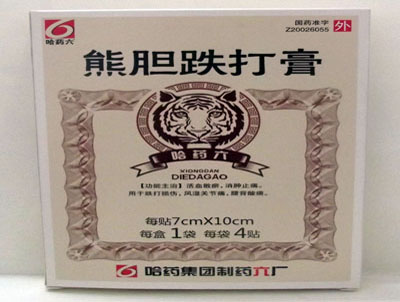 哈药六
国药准字
Z20026055
外
熊胆跌打膏
哈药六
XIONGDAN
DIEDAGAO
【功能主治】活血散瘀,消肿止痛。
用于跌打损伤,风湿关节痛,腰背酸痛。
每贴7cmX10cm
每盒1袋 每袋4贴
哈药集团制药六厂